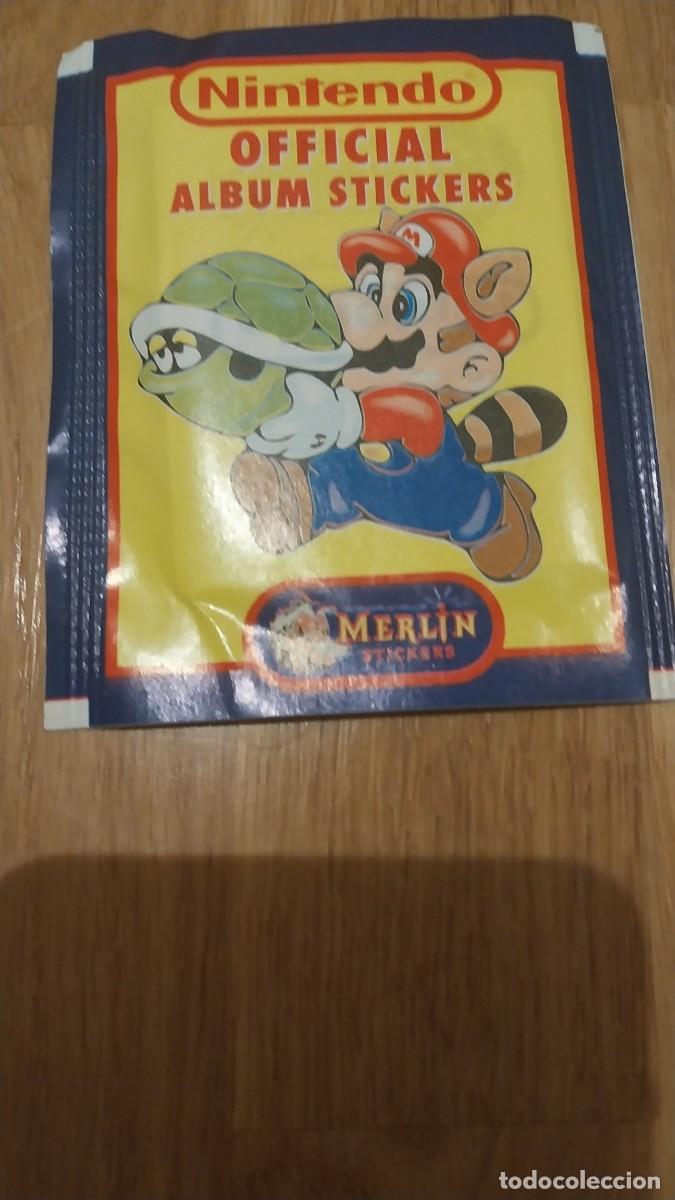 Nintendo
OFFICIAL
ALBUM STICKERS
M
MERLIN
STICKERS
todocoleccion